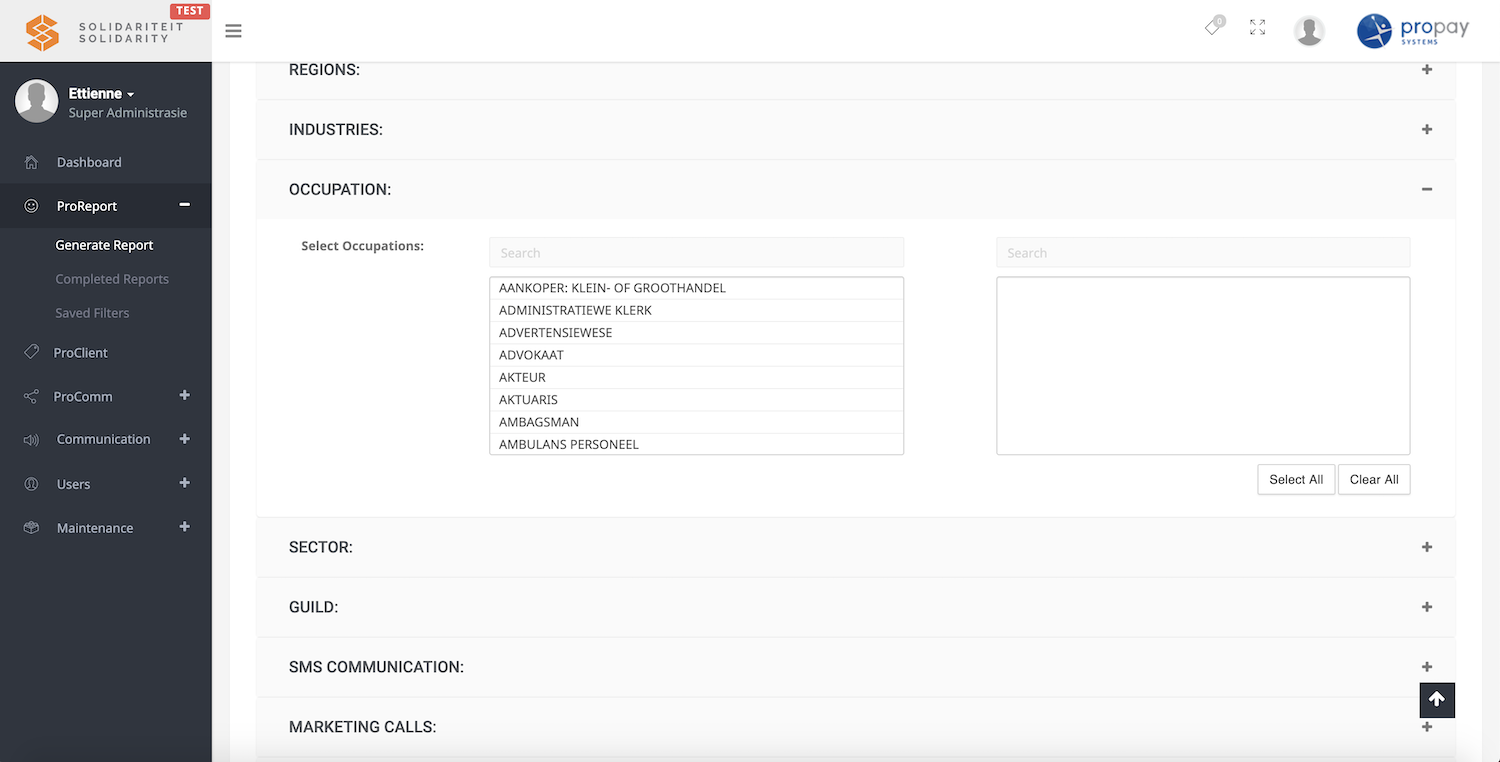 TEST
SOLIDARITEIT
SOLIDARITY
0
propay
SYSTEMS
Ettienne
Super Administrasie
Dashboard
ProReport
Generate Report
Completed Reports
Saved Filters
ProClient
ProComm
Communication
Users
Maintenance
REGIONS:
INDUSTRIES:
OCCUPATION:
Select Occupations:
Search
AANKOPER: KLEIN- OF GROOTHANDEL
ADMINISTRATIEWE KLERK
ADVERTENSIEWESE
ADVOKAAT
AKTEUR
AKTUARIS
AMBAGSMAN
AMBULANS PERSONEEL
Search
Select All
Clear All
SECTOR:
GUILD:
SMS COMMUNICATION:
MARKETING CALLS: